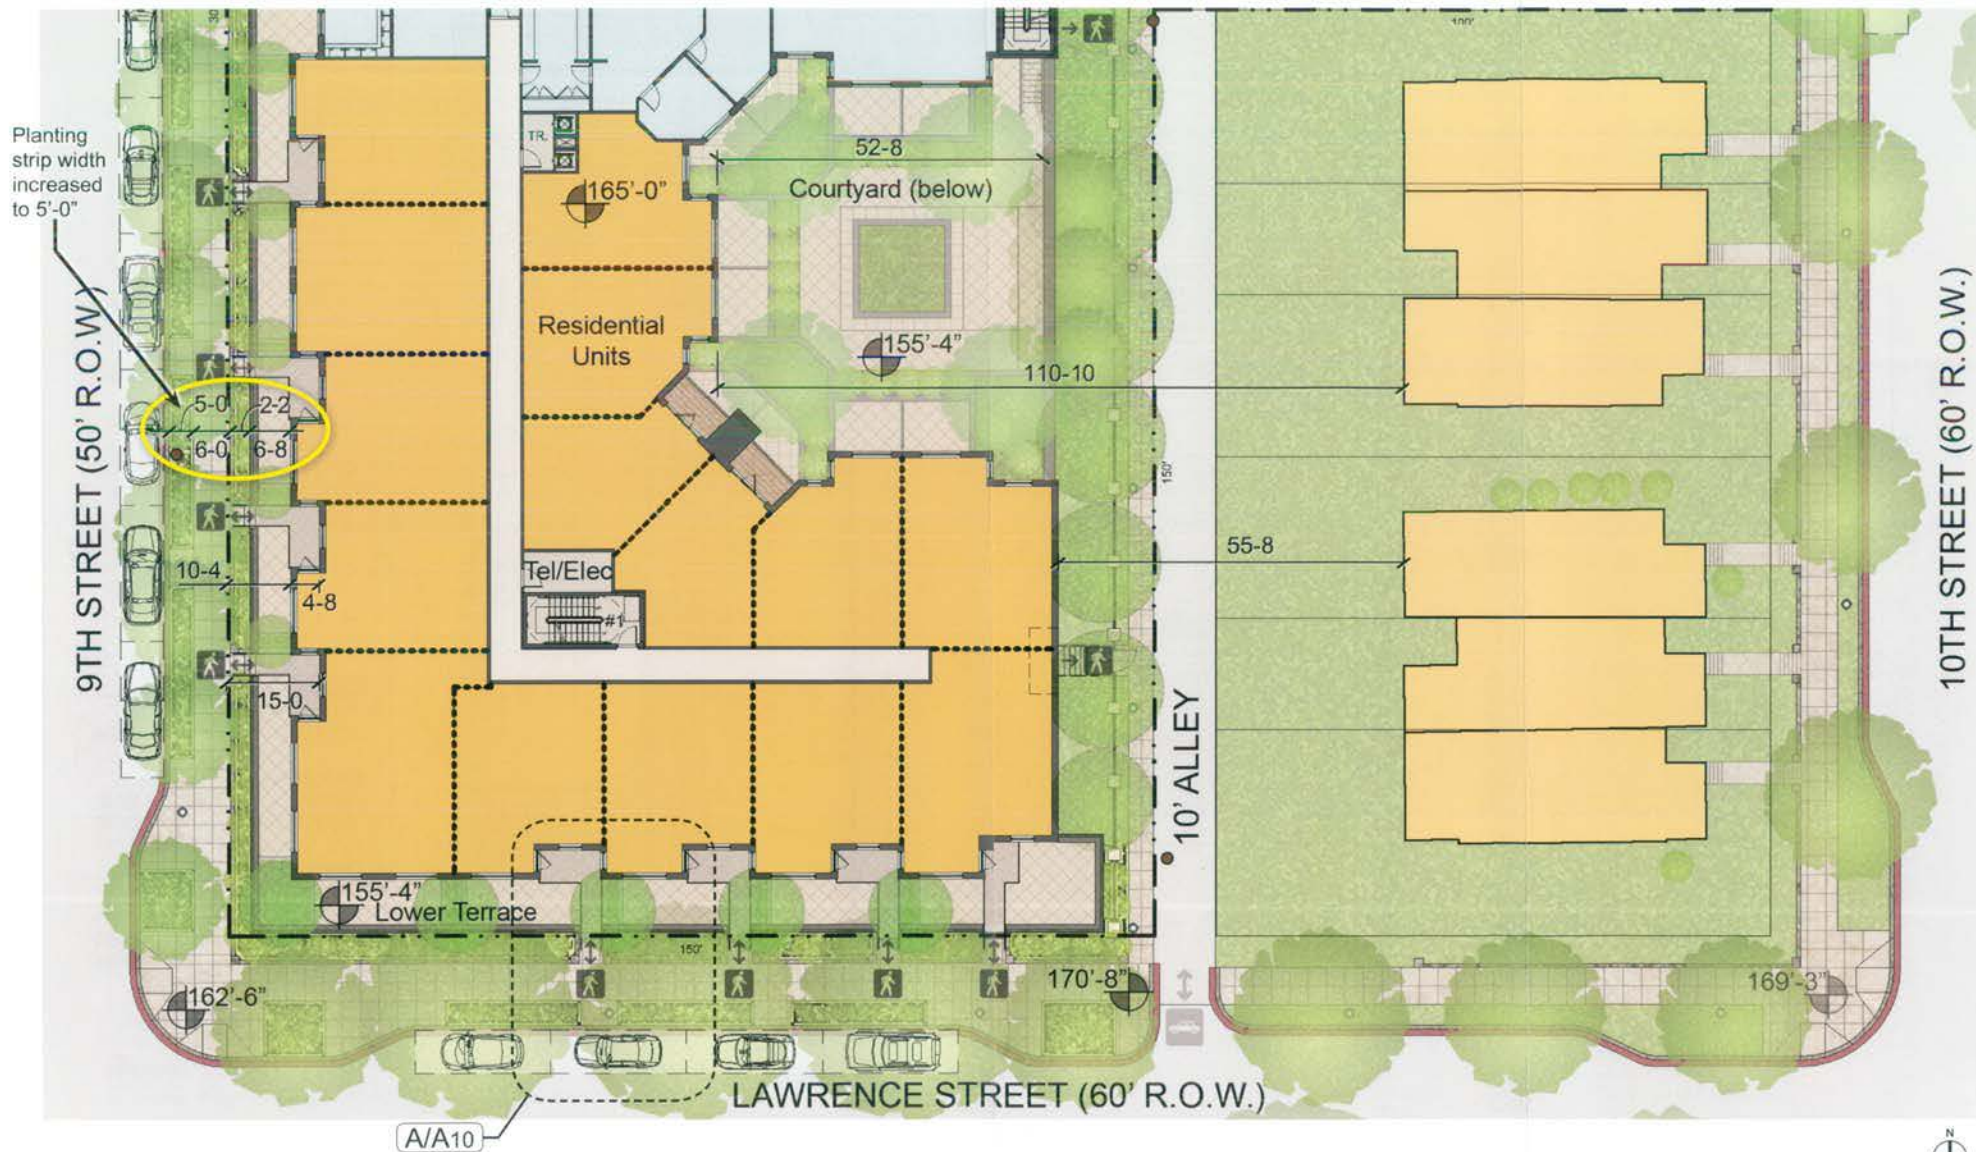 30'
100'
Planting
strip width
increased
to 5'-0"
TR.
52-8
165'-0"
Courtyard (below)
9TH STREET (50' R.O.W.)
Residential
Units
155'-4"
110-10
10TH STREET (60' R.O.W.)
5-0
2-2
6-0
6-8
150'
55-8
Tel/Elec
10-4
4-8
#1
15-0
10' ALLEY
155'-4"
Lower Terrace
150'
162'-6"
170'-8"
169'-3"
LAWRENCE STREET (60' R.O.W.)
A/A10
N